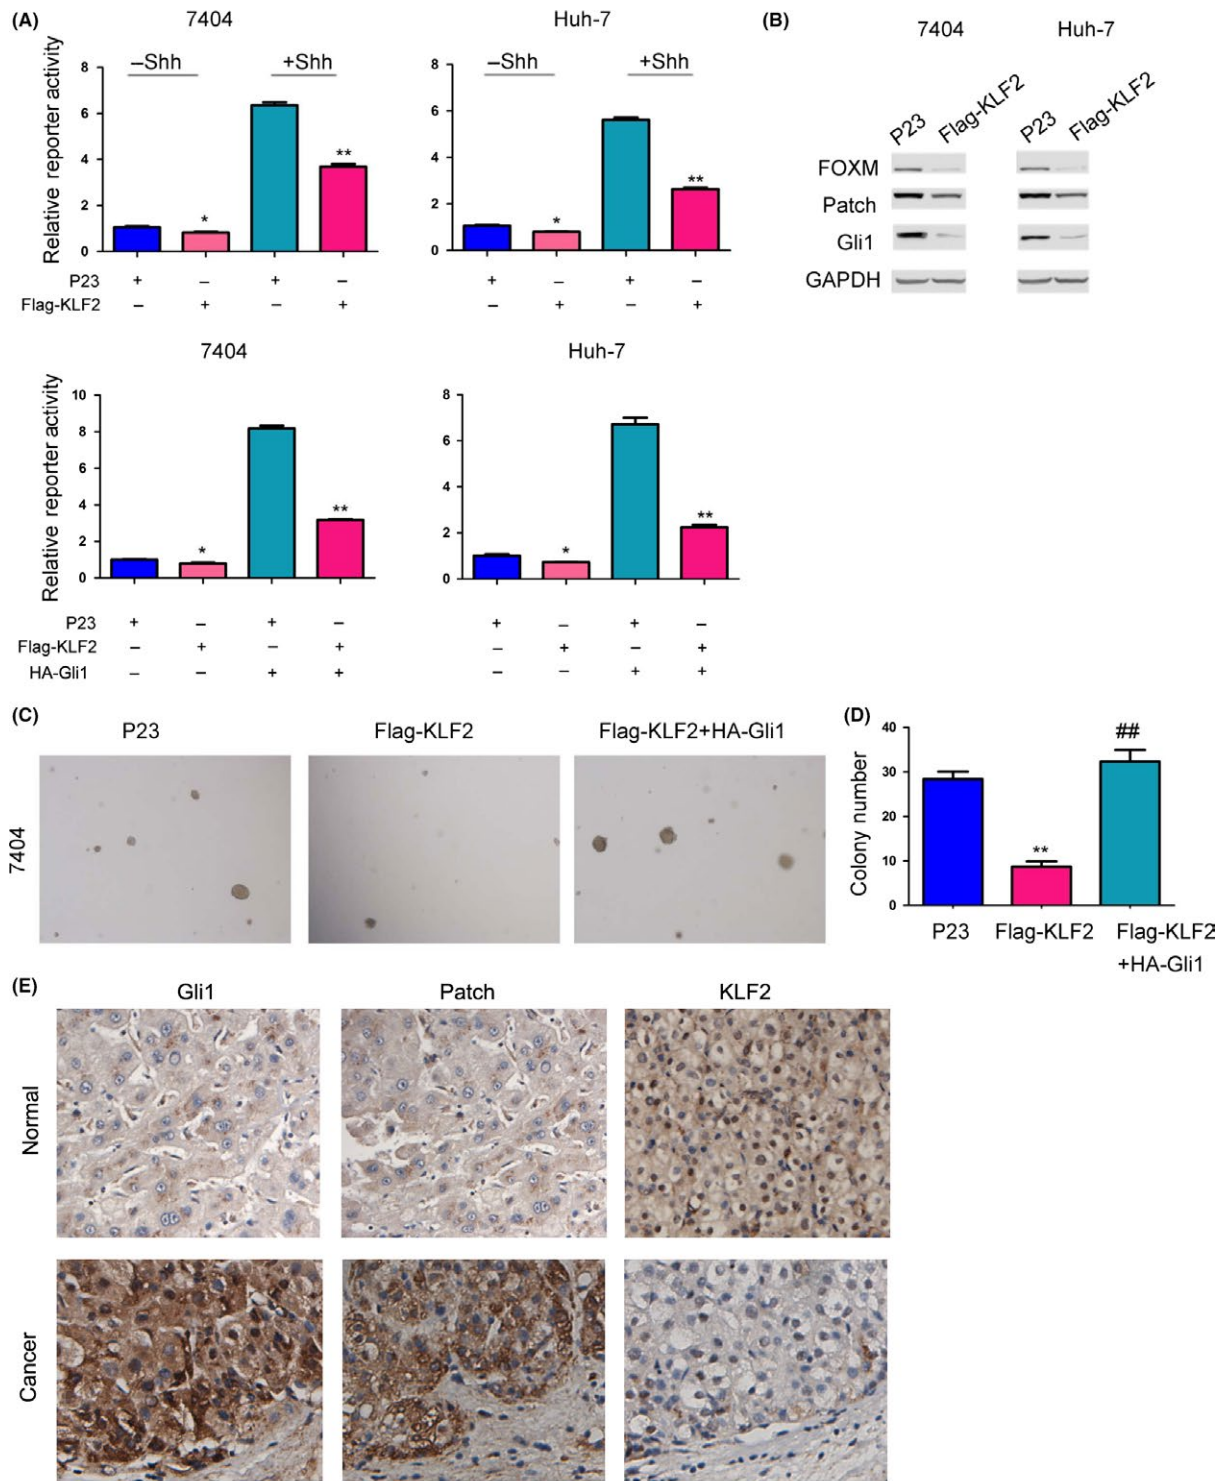 (A)
7404
Huh-7
Relative reporter activity
–Shh
+Shh
–Shh
+Shh
8
6
4
2
0
*
**
8
6
4
2
0
*
**
P23
+ – + –
+ – + –
Flag-KLF2
– + – +
– + – +
7404
Huh-7
Relative reporter activity
10
8
6
4
2
0
*
**
8
6
4
2
0
*
**
P23
+ – + –
+ – + –
Flag-KLF2
– + – +
– + – +
HA-Gli1
– – + +
– – + +
(B)
7404
Huh-7
P23
Flag-KLF2
P23
Flag-KLF2
FOXM
Patch
Gli1
GAPDH
(C)
P23
Flag-KLF2
Flag-KLF2+HA-Gli1
7404
(D)
Colony number
40
30
20
10
0
**
##
P23
Flag-KLF2
Flag-KLF2
+HA-Gli1
(E)
Gli1
Patch
KLF2
Normal
Cancer